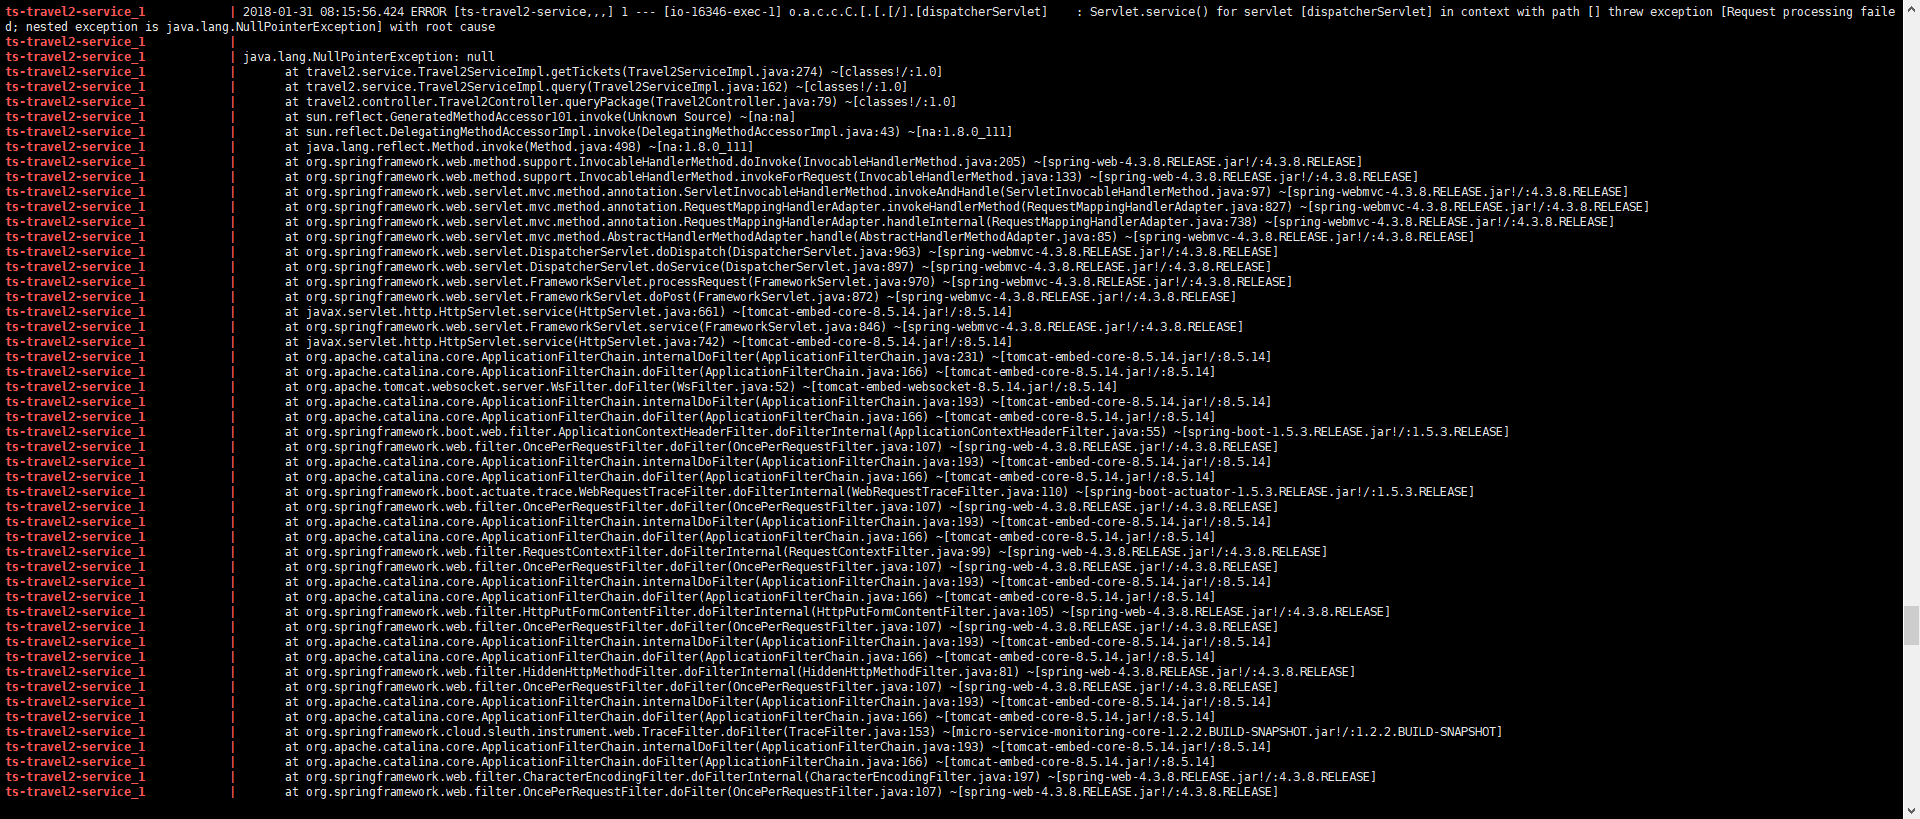 ts-travel2-service_1 | 2018-01-31 08:15:56.424 ERROR [ts-travel2-service,,,] 1 --- [io-16346-exec-1] o.a.c.c.C.[.[.[/].[dispatcherServlet] : Servlet.service() for servlet [dispatcherServlet] in context with path [] threw exception [Request processing faile
d; nested exception is java.lang.NullPointerException] with root cause
ts-travel2-service_1 |
ts-travel2-service_1 | java.lang.NullPointerException: null
ts-travel2-service_1 | at travel2.service.Travel2ServiceImpl.getTickets(Travel2ServiceImpl.java:274) ~[classes!/:1.0]
ts-travel2-service_1 | at travel2.service.Travel2ServiceImpl.query(Travel2ServiceImpl.java:162) ~[classes!/:1.0]
ts-travel2-service_1 | at travel2.controller.Travel2Controller.queryPackage(Travel2Controller.java:79) ~[classes!/:1.0]
ts-travel2-service_1 | at sun.reflect.GeneratedMethodAccessor101.invoke(Unknown Source) ~[na:na]
ts-travel2-service_1 | at sun.reflect.DelegatingMethodAccessorImpl.invoke(DelegatingMethodAccessorImpl.java:43) ~[na:1.8.0_111]
ts-travel2-service_1 | at java.lang.reflect.Method.invoke(Method.java:498) ~[na:1.8.0_111]
ts-travel2-service_1 | at org.springframework.web.method.support.InvocableHandlerMethod.doInvoke(InvocableHandlerMethod.java:205) ~[spring-web-4.3.8.RELEASE.jar!/:4.3.8.RELEASE]
ts-travel2-service_1 | at org.springframework.web.method.support.InvocableHandlerMethod.invokeForRequest(InvocableHandlerMethod.java:133) ~[spring-web-4.3.8.RELEASE.jar!/:4.3.8.RELEASE]
ts-travel2-service_1 | at org.springframework.web.servlet.mvc.method.annotation.ServletInvocableHandlerMethod.invokeAndHandle(ServletInvocableHandlerMethod.java:97) ~[spring-webmvc-4.3.8.RELEASE.jar!/:4.3.8.RELEASE]
ts-travel2-service_1 | at org.springframework.web.servlet.mvc.method.annotation.RequestMappingHandlerAdapter.invokeHandlerMethod(RequestMappingHandlerAdapter.java:827) ~[spring-webmvc-4.3.8.RELEASE.jar!/:4.3.8.RELEASE]
ts-travel2-service_1 | at org.springframework.web.servlet.mvc.method.annotation.RequestMappingHandlerAdapter.handleInternal(RequestMappingHandlerAdapter.java:738) ~[spring-webmvc-4.3.8.RELEASE.jar!/:4.3.8.RELEASE]
ts-travel2-service_1 | at org.springframework.web.servlet.mvc.method.AbstractHandlerMethodAdapter.handle(AbstractHandlerMethodAdapter.java:85) ~[spring-webmvc-4.3.8.RELEASE.jar!/:4.3.8.RELEASE]
ts-travel2-service_1 | at org.springframework.web.servlet.DispatcherServlet.doDispatch(DispatcherServlet.java:963) ~[spring-webmvc-4.3.8.RELEASE.jar!/:4.3.8.RELEASE]
ts-travel2-service_1 | at org.springframework.web.servlet.DispatcherServlet.doService(DispatcherServlet.java:897) ~[spring-webmvc-4.3.8.RELEASE.jar!/:4.3.8.RELEASE]
ts-travel2-service_1 | at org.springframework.web.servlet.FrameworkServlet.processRequest(FrameworkServlet.java:970) ~[spring-webmvc-4.3.8.RELEASE.jar!/:4.3.8.RELEASE]
ts-travel2-service_1 | at org.springframework.web.servlet.FrameworkServlet.doPost(FrameworkServlet.java:872) ~[spring-webmvc-4.3.8.RELEASE.jar!/:4.3.8.RELEASE]
ts-travel2-service_1 | at javax.servlet.http.HttpServlet.service(HttpServlet.java:661) ~[tomcat-embed-core-8.5.14.jar!/:8.5.14]
ts-travel2-service_1 | at org.springframework.web.servlet.FrameworkServlet.service(FrameworkServlet.java:846) ~[spring-webmvc-4.3.8.RELEASE.jar!/:4.3.8.RELEASE]
ts-travel2-service_1 | at javax.servlet.http.HttpServlet.service(HttpServlet.java:742) ~[tomcat-embed-core-8.5.14.jar!/:8.5.14]
ts-travel2-service_1 | at org.apache.catalina.core.ApplicationFilterChain.internalDoFilter(ApplicationFilterChain.java:231) ~[tomcat-embed-core-8.5.14.jar!/:8.5.14]
ts-travel2-service_1 | at org.apache.catalina.core.ApplicationFilterChain.doFilter(ApplicationFilterChain.java:166) ~[tomcat-embed-core-8.5.14.jar!/:8.5.14]
ts-travel2-service_1 | at org.apache.tomcat.websocket.server.WsFilter.doFilter(WsFilter.java:52) ~[tomcat-embed-websocket-8.5.14.jar!/:8.5.14]
ts-travel2-service_1 | at org.apache.catalina.core.ApplicationFilterChain.internalDoFilter(ApplicationFilterChain.java:193) ~[tomcat-embed-core-8.5.14.jar!/:8.5.14]
ts-travel2-service_1 | at org.apache.catalina.core.ApplicationFilterChain.doFilter(ApplicationFilterChain.java:166) ~[tomcat-embed-core-8.5.14.jar!/:8.5.14]
ts-travel2-service_1 | at org.springframework.boot.web.filter.ApplicationContextHeaderFilter.doFilterInternal(ApplicationContextHeaderFilter.java:55) ~[spring-boot-1.5.3.RELEASE.jar!/:1.5.3.RELEASE]
ts-travel2-service_1 | at org.springframework.web.filter.OncePerRequestFilter.doFilter(OncePerRequestFilter.java:107) ~[spring-web-4.3.8.RELEASE.jar!/:4.3.8.RELEASE]
ts-travel2-service_1 | at org.apache.catalina.core.ApplicationFilterChain.internalDoFilter(ApplicationFilterChain.java:193) ~[tomcat-embed-core-8.5.14.jar!/:8.5.14]
ts-travel2-service_1 | at org.apache.catalina.core.ApplicationFilterChain.doFilter(ApplicationFilterChain.java:166) ~[tomcat-embed-core-8.5.14.jar!/:8.5.14]
ts-travel2-service_1 | at org.springframework.boot.actuate.trace.WebRequestTraceFilter.doFilterInternal(WebRequestTraceFilter.java:110) ~[spring-boot-actuator-1.5.3.RELEASE.jar!/:1.5.3.RELEASE]
ts-travel2-service_1 | at org.springframework.web.filter.OncePerRequestFilter.doFilter(OncePerRequestFilter.java:107) ~[spring-web-4.3.8.RELEASE.jar!/:4.3.8.RELEASE]
ts-travel2-service_1 | at org.apache.catalina.core.ApplicationFilterChain.internalDoFilter(ApplicationFilterChain.java:193) ~[tomcat-embed-core-8.5.14.jar!/:8.5.14]
ts-travel2-service_1 | at org.apache.catalina.core.ApplicationFilterChain.doFilter(ApplicationFilterChain.java:166) ~[tomcat-embed-core-8.5.14.jar!/:8.5.14]
ts-travel2-service_1 | at org.springframework.web.filter.RequestContextFilter.doFilterInternal(RequestContextFilter.java:99) ~[spring-web-4.3.8.RELEASE.jar!/:4.3.8.RELEASE]
ts-travel2-service_1 | at org.springframework.web.filter.OncePerRequestFilter.doFilter(OncePerRequestFilter.java:107) ~[spring-web-4.3.8.RELEASE.jar!/:4.3.8.RELEASE]
ts-travel2-service_1 | at org.apache.catalina.core.ApplicationFilterChain.internalDoFilter(ApplicationFilterChain.java:193) ~[tomcat-embed-core-8.5.14.jar!/:8.5.14]
ts-travel2-service_1 | at org.apache.catalina.core.ApplicationFilterChain.doFilter(ApplicationFilterChain.java:166) ~[tomcat-embed-core-8.5.14.jar!/:8.5.14]
ts-travel2-service_1 | at org.springframework.web.filter.HttpPutFormContentFilter.doFilterInternal(HttpPutFormContentFilter.java:105) ~[spring-web-4.3.8.RELEASE.jar!/:4.3.8.RELEASE]
ts-travel2-service_1 | at org.springframework.web.filter.OncePerRequestFilter.doFilter(OncePerRequestFilter.java:107) ~[spring-web-4.3.8.RELEASE.jar!/:4.3.8.RELEASE]
ts-travel2-service_1 | at org.apache.catalina.core.ApplicationFilterChain.internalDoFilter(ApplicationFilterChain.java:193) ~[tomcat-embed-core-8.5.14.jar!/:8.5.14]
ts-travel2-service_1 | at org.apache.catalina.core.ApplicationFilterChain.doFilter(ApplicationFilterChain.java:166) ~[tomcat-embed-core-8.5.14.jar!/:8.5.14]
ts-travel2-service_1 | at org.springframework.web.filter.HiddenHttpMethodFilter.doFilterInternal(HiddenHttpMethodFilter.java:81) ~[spring-web-4.3.8.RELEASE.jar!/:4.3.8.RELEASE]
ts-travel2-service_1 | at org.springframework.web.filter.OncePerRequestFilter.doFilter(OncePerRequestFilter.java:107) ~[spring-web-4.3.8.RELEASE.jar!/:4.3.8.RELEASE]
ts-travel2-service_1 | at org.apache.catalina.core.ApplicationFilterChain.internalDoFilter(ApplicationFilterChain.java:193) ~[tomcat-embed-core-8.5.14.jar!/:8.5.14]
ts-travel2-service_1 | at org.apache.catalina.core.ApplicationFilterChain.doFilter(ApplicationFilterChain.java:166) ~[tomcat-embed-core-8.5.14.jar!/:8.5.14]
ts-travel2-service_1 | at org.springframework.cloud.sleuth.instrument.web.TraceFilter.doFilter(TraceFilter.java:153) ~[micro-service-monitoring-core-1.2.2.BUILD-SNAPSHOT.jar!/:1.2.2.BUILD-SNAPSHOT]
ts-travel2-service_1 | at org.apache.catalina.core.ApplicationFilterChain.internalDoFilter(ApplicationFilterChain.java:193) ~[tomcat-embed-core-8.5.14.jar!/:8.5.14]
ts-travel2-service_1 | at org.apache.catalina.core.ApplicationFilterChain.doFilter(ApplicationFilterChain.java:166) ~[tomcat-embed-core-8.5.14.jar!/:8.5.14]
ts-travel2-service_1 | at org.springframework.web.filter.CharacterEncodingFilter.doFilterInternal(CharacterEncodingFilter.java:197) ~[spring-web-4.3.8.RELEASE.jar!/:4.3.8.RELEASE]
ts-travel2-service_1 | at org.springframework.web.filter.OncePerRequestFilter.doFilter(OncePerRequestFilter.java:107) ~[spring-web-4.3.8.RELEASE.jar!/:4.3.8.RELEASE]